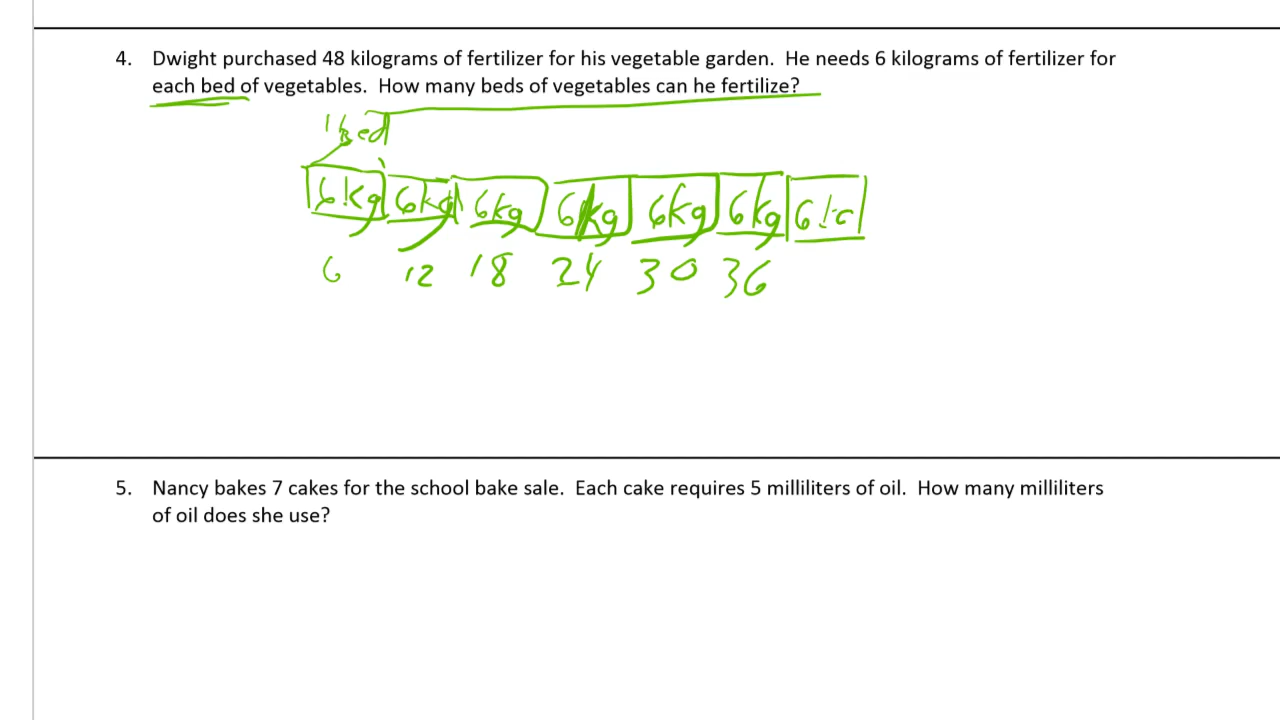 4. Dwight purchased 48 kilograms of fertilizer for his vegetable garden. He needs 6 kilograms of fertilizer for
each bed of vegetables. How many beds of vegetables can he fertilize?
1 Bed
6kg 6kg 6kg 6kg 6kg 6kg 6
6 12 18 24 30 36
5. Nancy bakes 7 cakes for the school bake sale. Each cake requires 5 milliliters of oil. How many milliliters
of oil does she use?